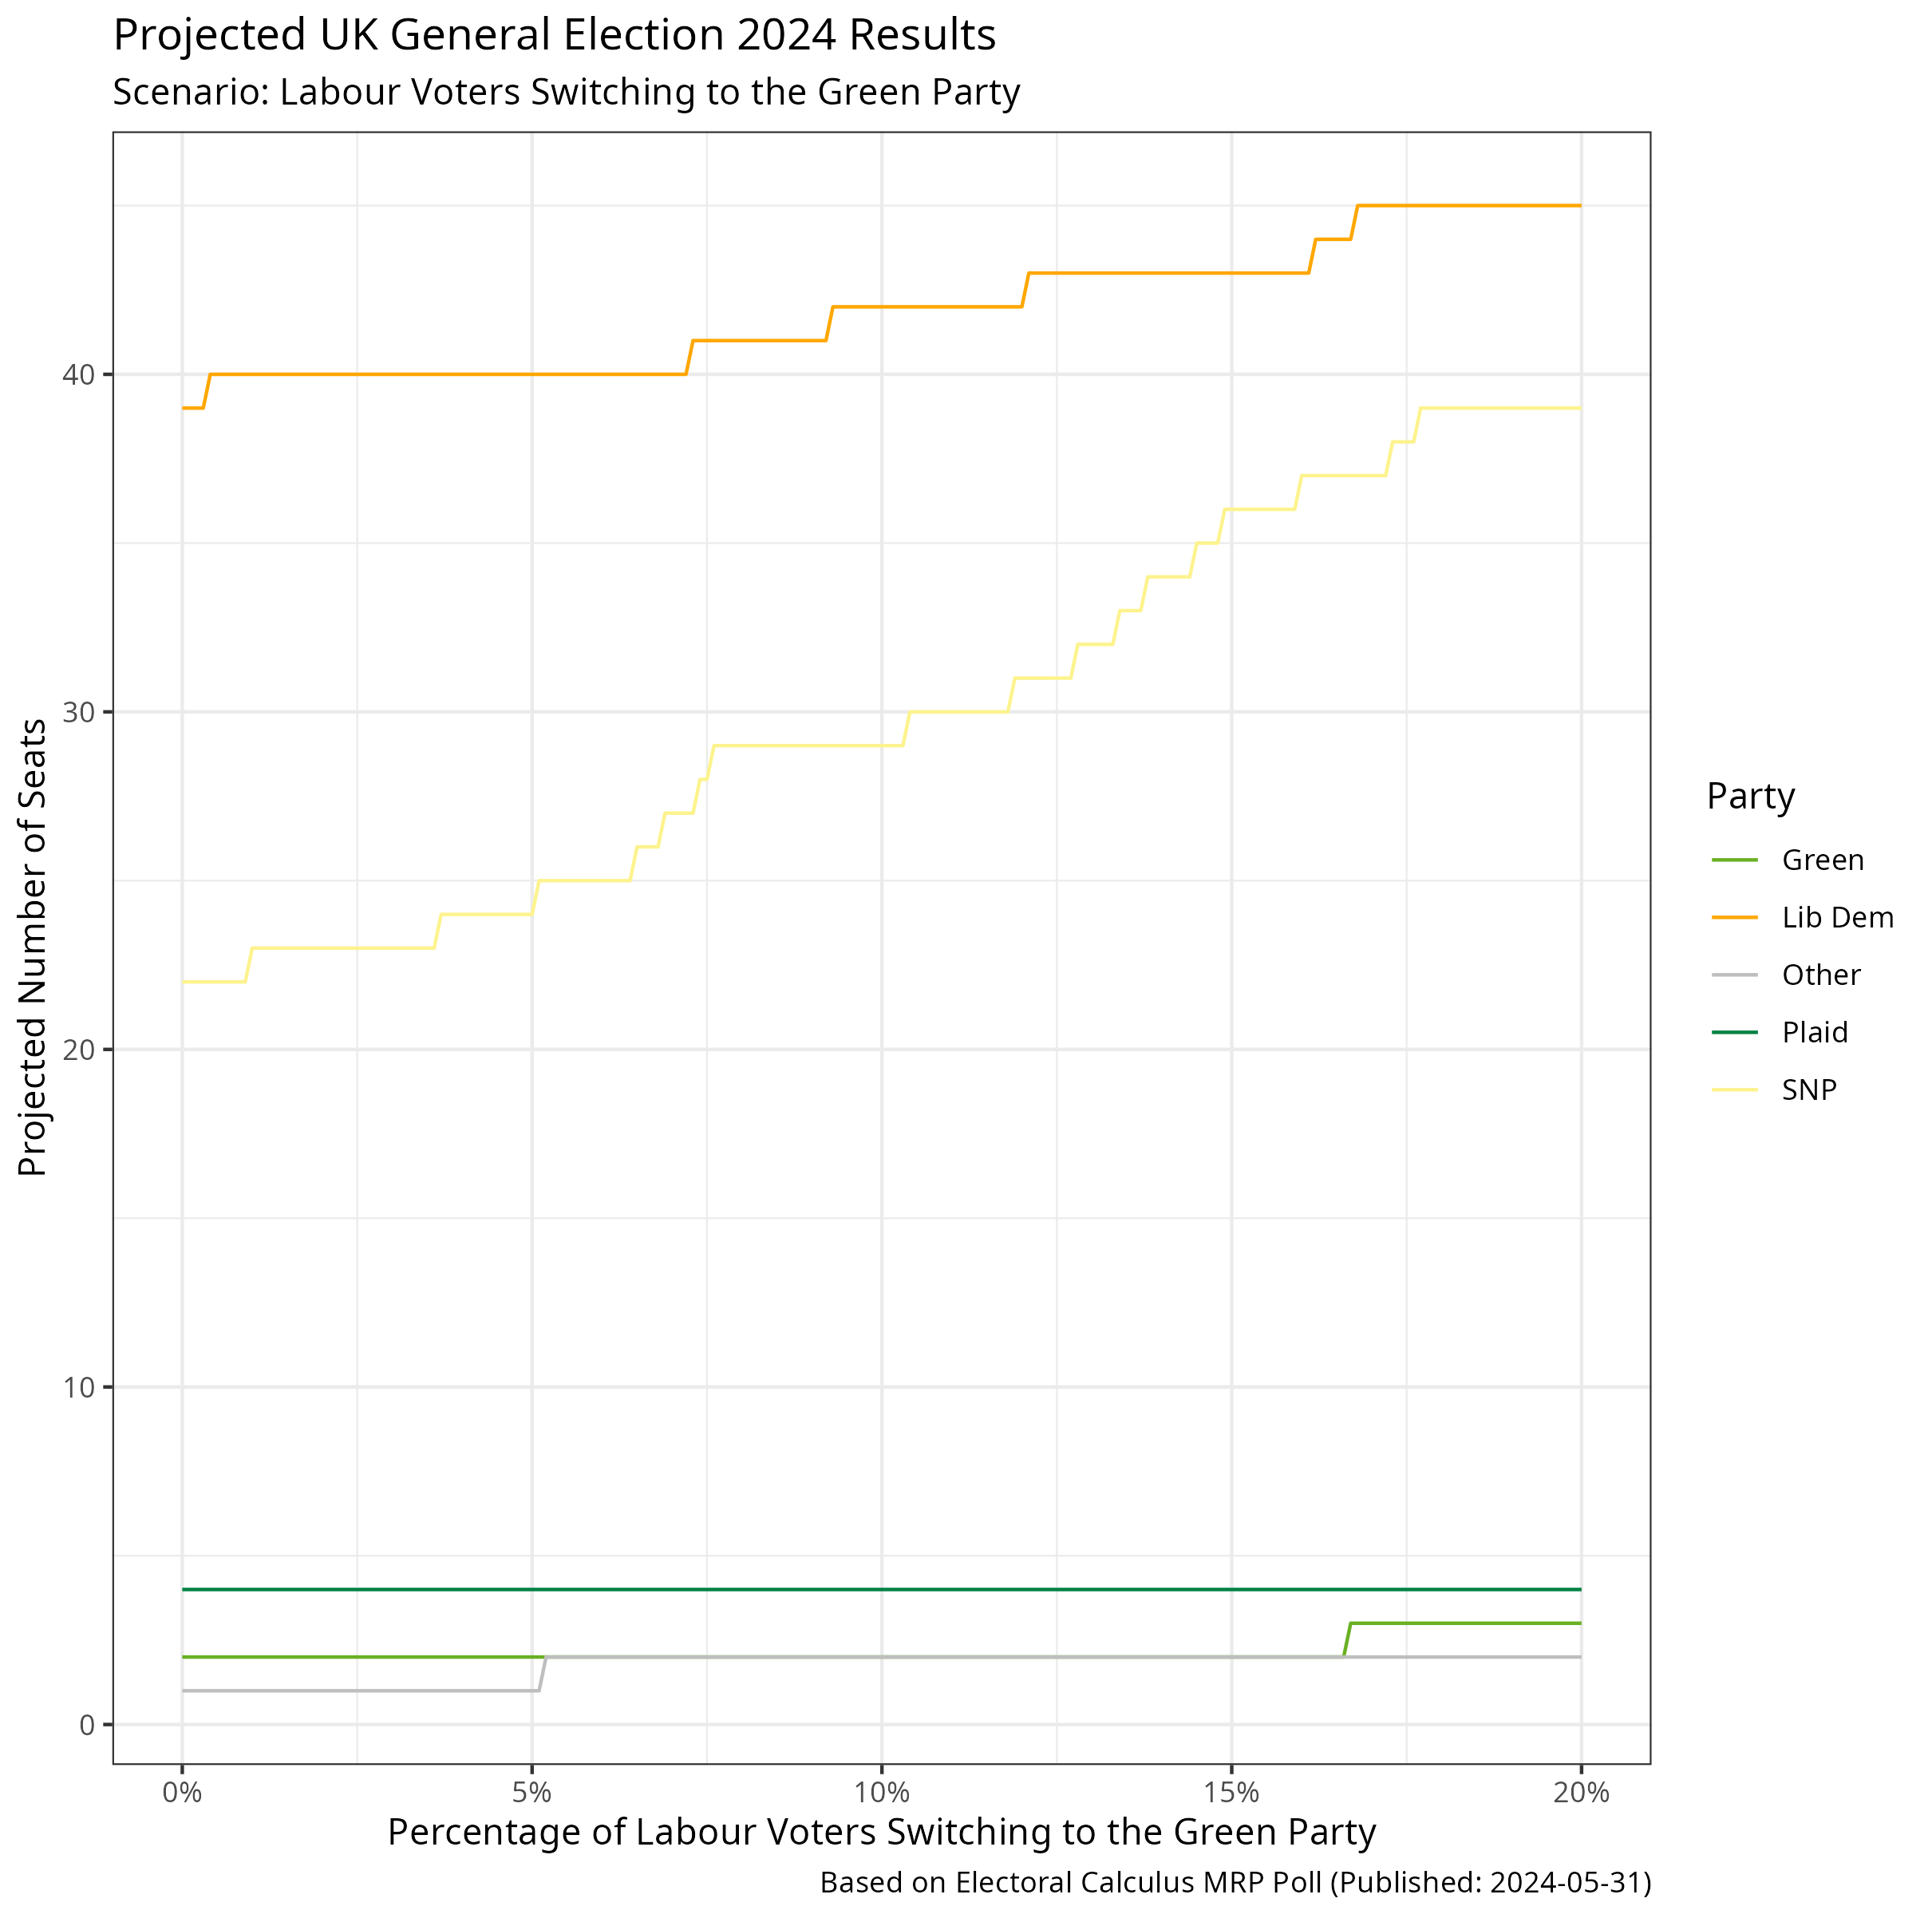 Projected UK General Election 2024 Results
Scenario: Labour Voters Switching to the Green Party
Projected Number of Seats
40
30
20
10
0
0% 5% 10% 15% 20%
Percentage of Labour Voters Switching to the Green Party
Based on Electoral Calculus MRP Poll (Published: 2024-05-31)
Party
Green
Lib Dem
Other
Plaid
SNP